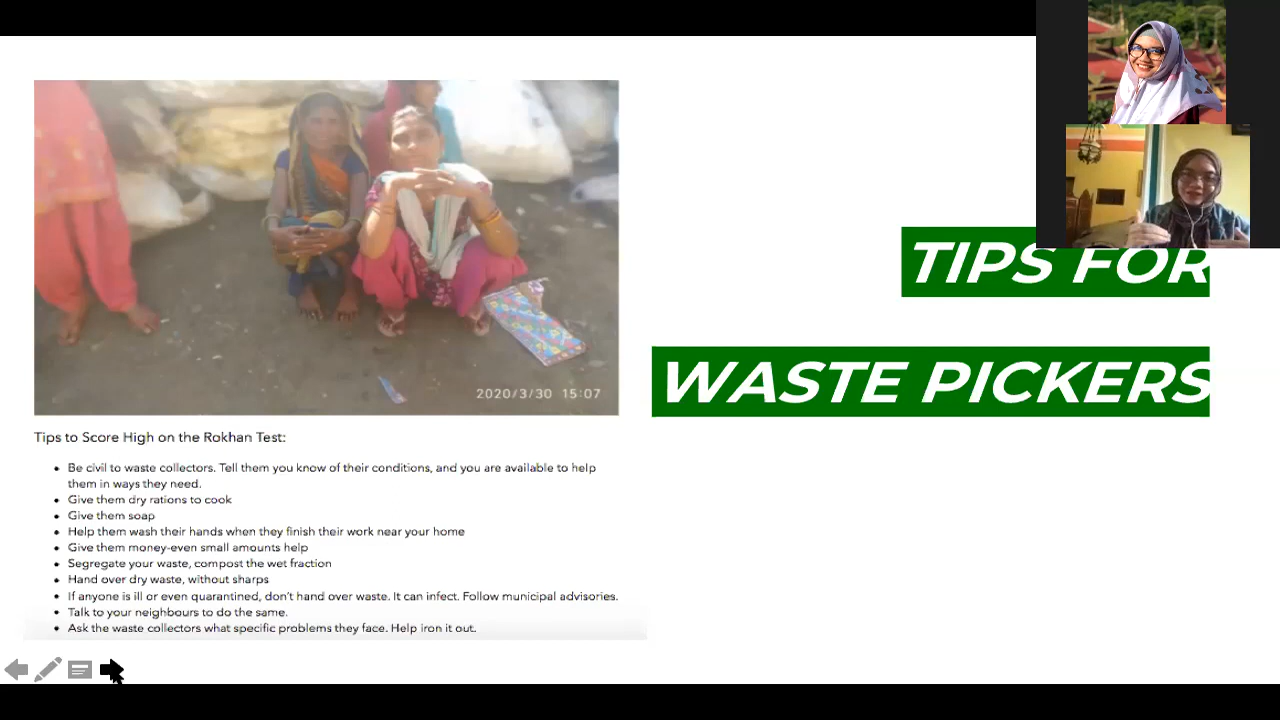 TIPS FOR
WASTE PICKERS
2020/3/30 15:07
Tips to Score High on the Rokhan Test:
• Be civil to waste collectors. Tell them you know of their conditions, and you are available to help
them in ways they need.
• Give them dry rations to cook
• Give them soap
• Help them wash their hands when they finish their work near your home
• Give them money-even small amounts help
• Segregate your waste, compost the wet fraction
• Hand over dry waste, without sharps
• If anyone is ill or even quarantined, don't hand over waste. It can infect. Follow municipal advisories.
• Talk to your neighbours to do the same.
• Ask the waste collectors what specific problems they face. Help iron it out.